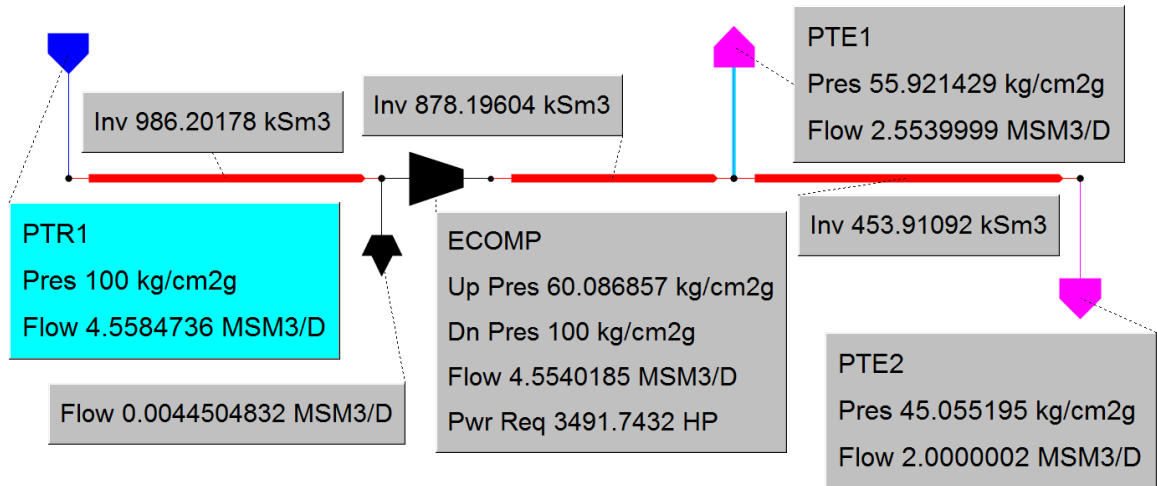 PTE1
Pres 55.921429 kg/cm2g
Flow 2.5539999 MSM3/D
Inv 986.20178 kSm3
Inv 878.19604 kSm3
PTR1
Pres 100 kg/cm2g
Flow 4.5584736 MSM3/D
ECOMP
Up Pres 60.086857 kg/cm2g
Dn Pres 100 kg/cm2g
Flow 4.5540185 MSM3/D
Pwr Req 3491.7432 HP
Inv 453.91092 kSm3
Flow 0.0044504832 MSM3/D
PTE2
Pres 45.055195 kg/cm2g
Flow 2.0000002 MSM3/D